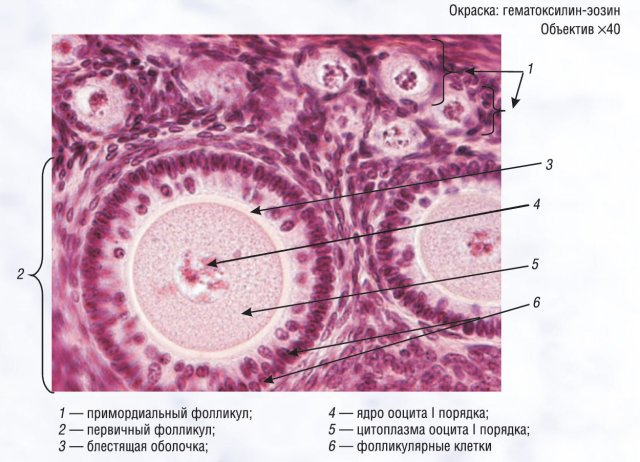 Окраска: гематоксилин-эозин
Объектив ×40
1
3
4
2
5
6
1 — примордиальный фолликул;
2 — первичный фолликул;
3 — блестящая оболочка;
4 — ядро ооцита I порядка;
5 — цитоплазма ооцита I порядка;
6 — фолликулярные клетки